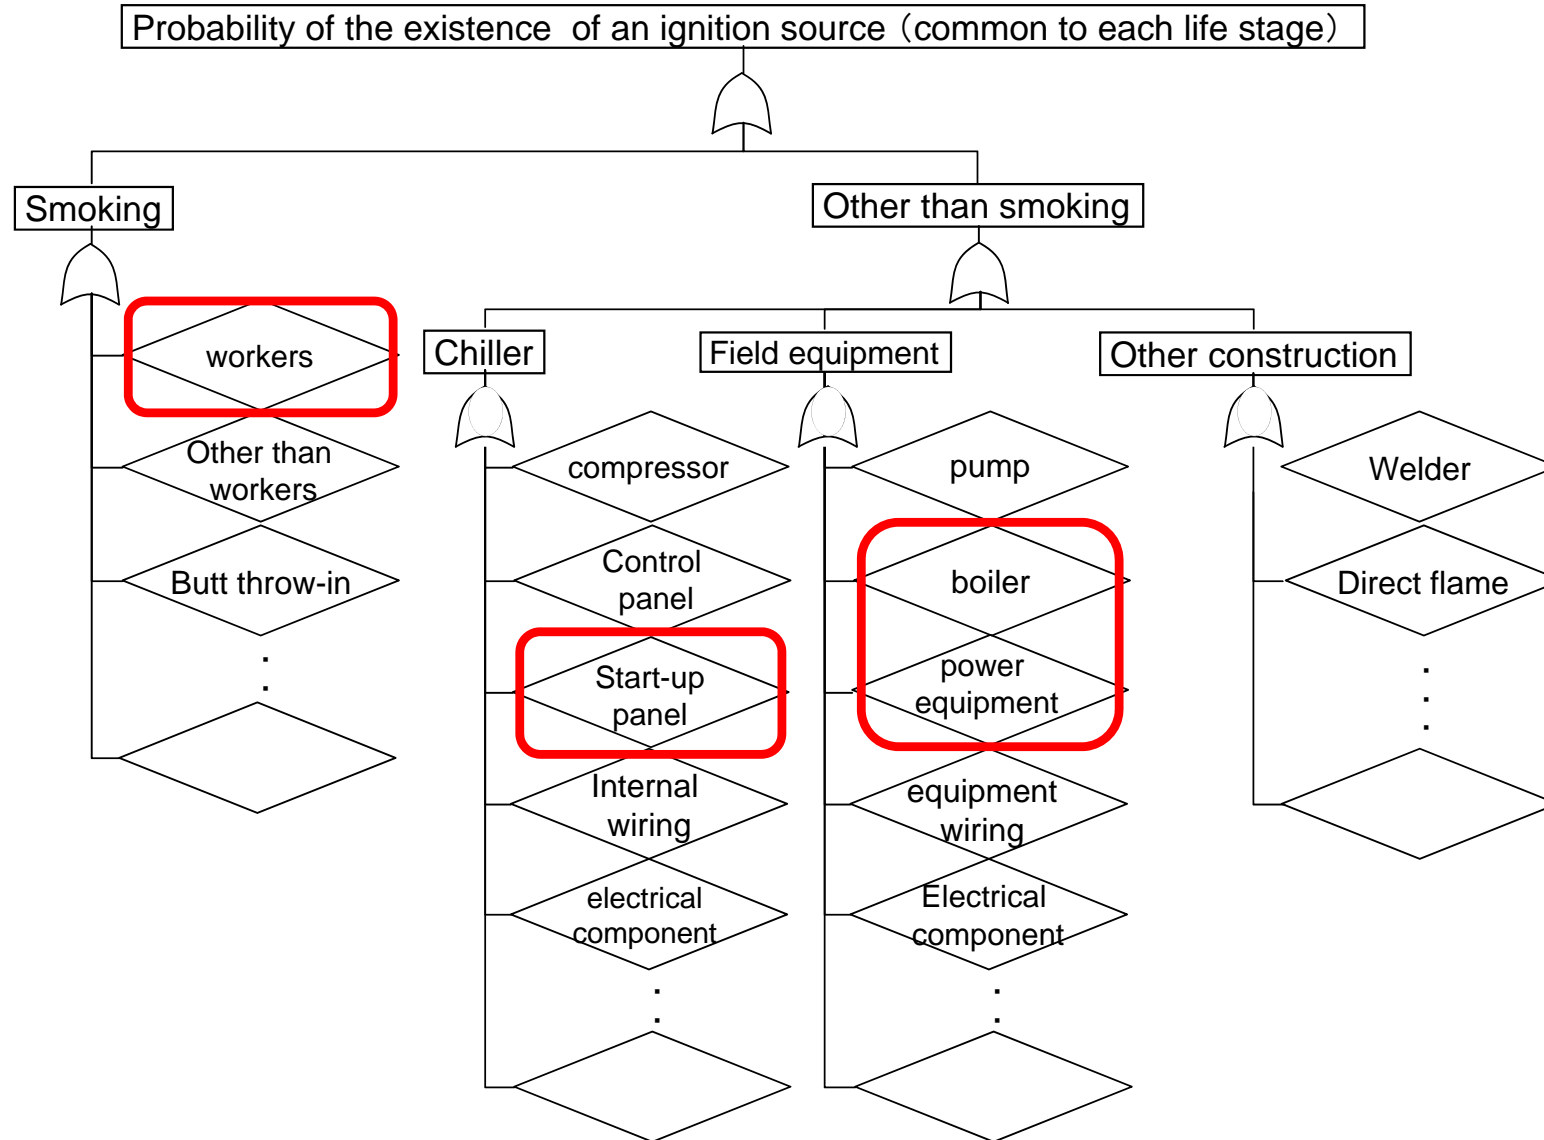 Probability of the existence  of an ignition source（common to each life stage）
Smoking
Other than smoking
workers
Other than
workers
Butt throw-in
:
Chiller
compressor
Control
panel
Start-up
panel
Internal
wiring
electrical
component
:
Field equipment
pump
boiler
power
equipment
equipment
wiring
Electrical
component
:
Other construction
Welder
Direct flame
⋮